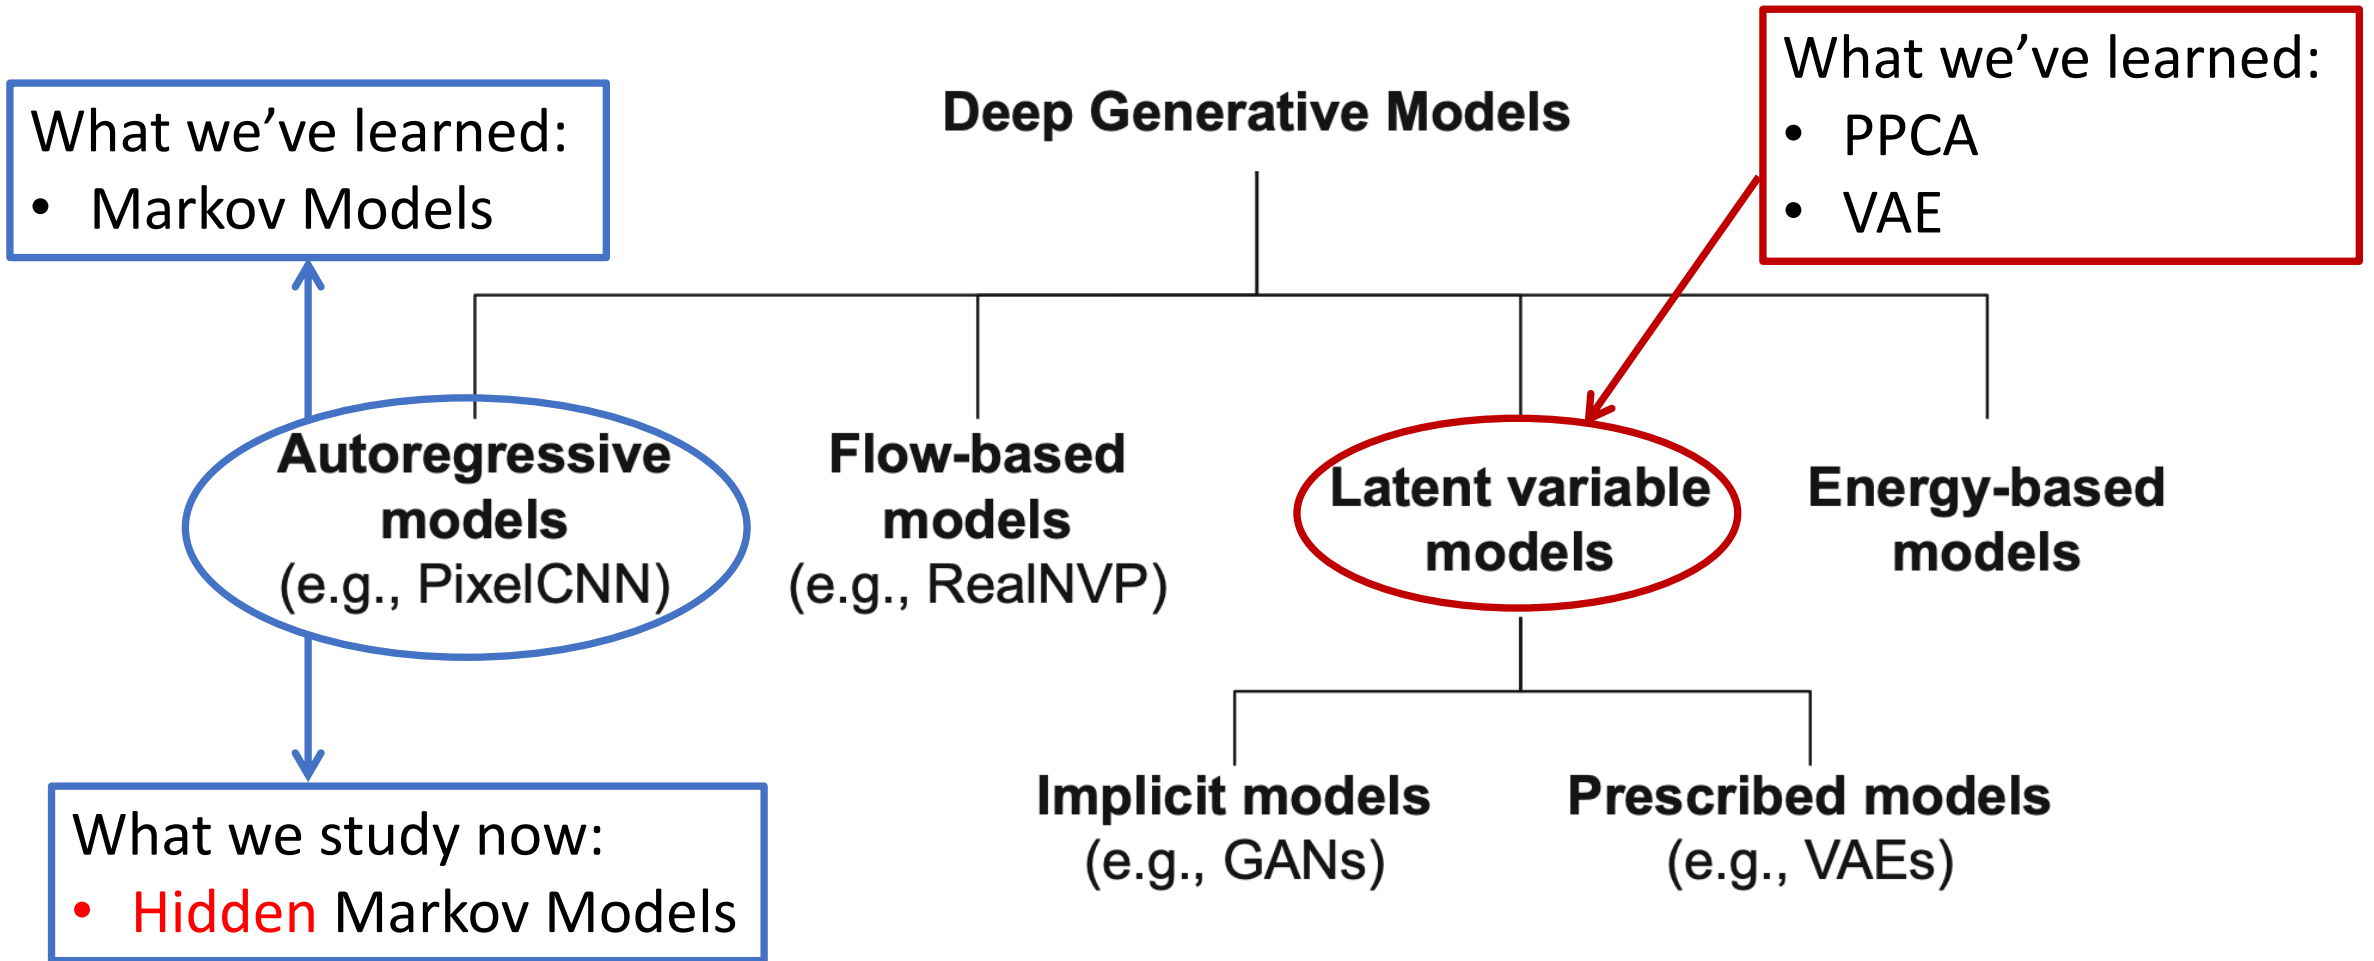 What we’ve learned:
• Markov Models
Deep Generative Models
What we’ve learned:
• PPCA
• VAE
Autoregressive
models
(e.g., PixelCNN)
Flow-based
models
(e.g., RealNVP)
Latent variable
models
Energy-based
models
Implicit models
(e.g., GANs)
Prescribed models
(e.g., VAEs)
What we study now:
• Hidden Markov Models